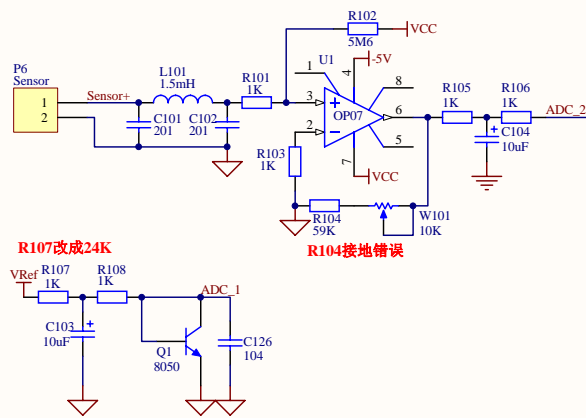 R102
5M6
VCC
P6
Sensor
U1
-5V
L101
1.5mH
R101
1K
1
4
8
1
2
Sensor+
3
OP07
6
R105
1K
R106
1K
ADC_2
C101
201
C102
201
2
5
C104
10uF
R103
1K
7
VCC
R104
59K
W101
10K
R107改成24K
R104接地错误
VRef
R107
1K
R108
1K
ADC_1
C103
10uF
Q1
8050
C126
104